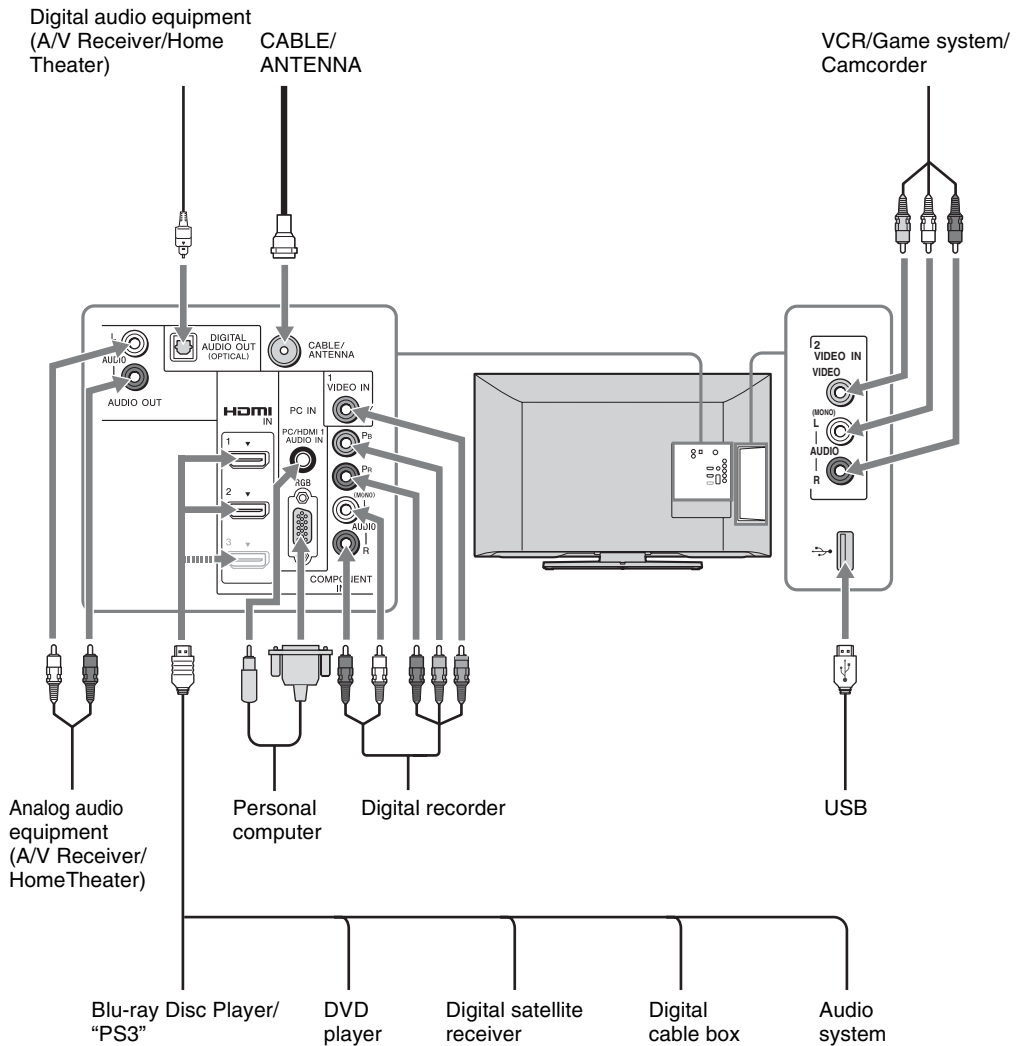 Digital audio equipment
(A/V Receiver/Home
Theater)
CABLE/
ANTENNA
VCR/Game system/
Camcorder
L
AUDIO
R
AUDIO OUT
DIGITAL
AUDIO OUT
(OPTICAL)
CABLE/
ANTENNA
HDMI
IN
1
2
3
PC IN
PC/HDMI 1
AUDIO IN
RGB
1
VIDEO IN
Y
PB
PR
(MONO)
L
AUDIO
R
COMPONENT
IN
2
VIDEO IN
VIDEO
(MONO)
L
AUDIO
R
Analog audio
equipment
(A/V Receiver/
HomeTheater)
Personal
computer
Digital recorder
USB
Blu-ray Disc Player/
“PS3”
DVD
player
Digital satellite
receiver
Digital
cable box
Audio
system